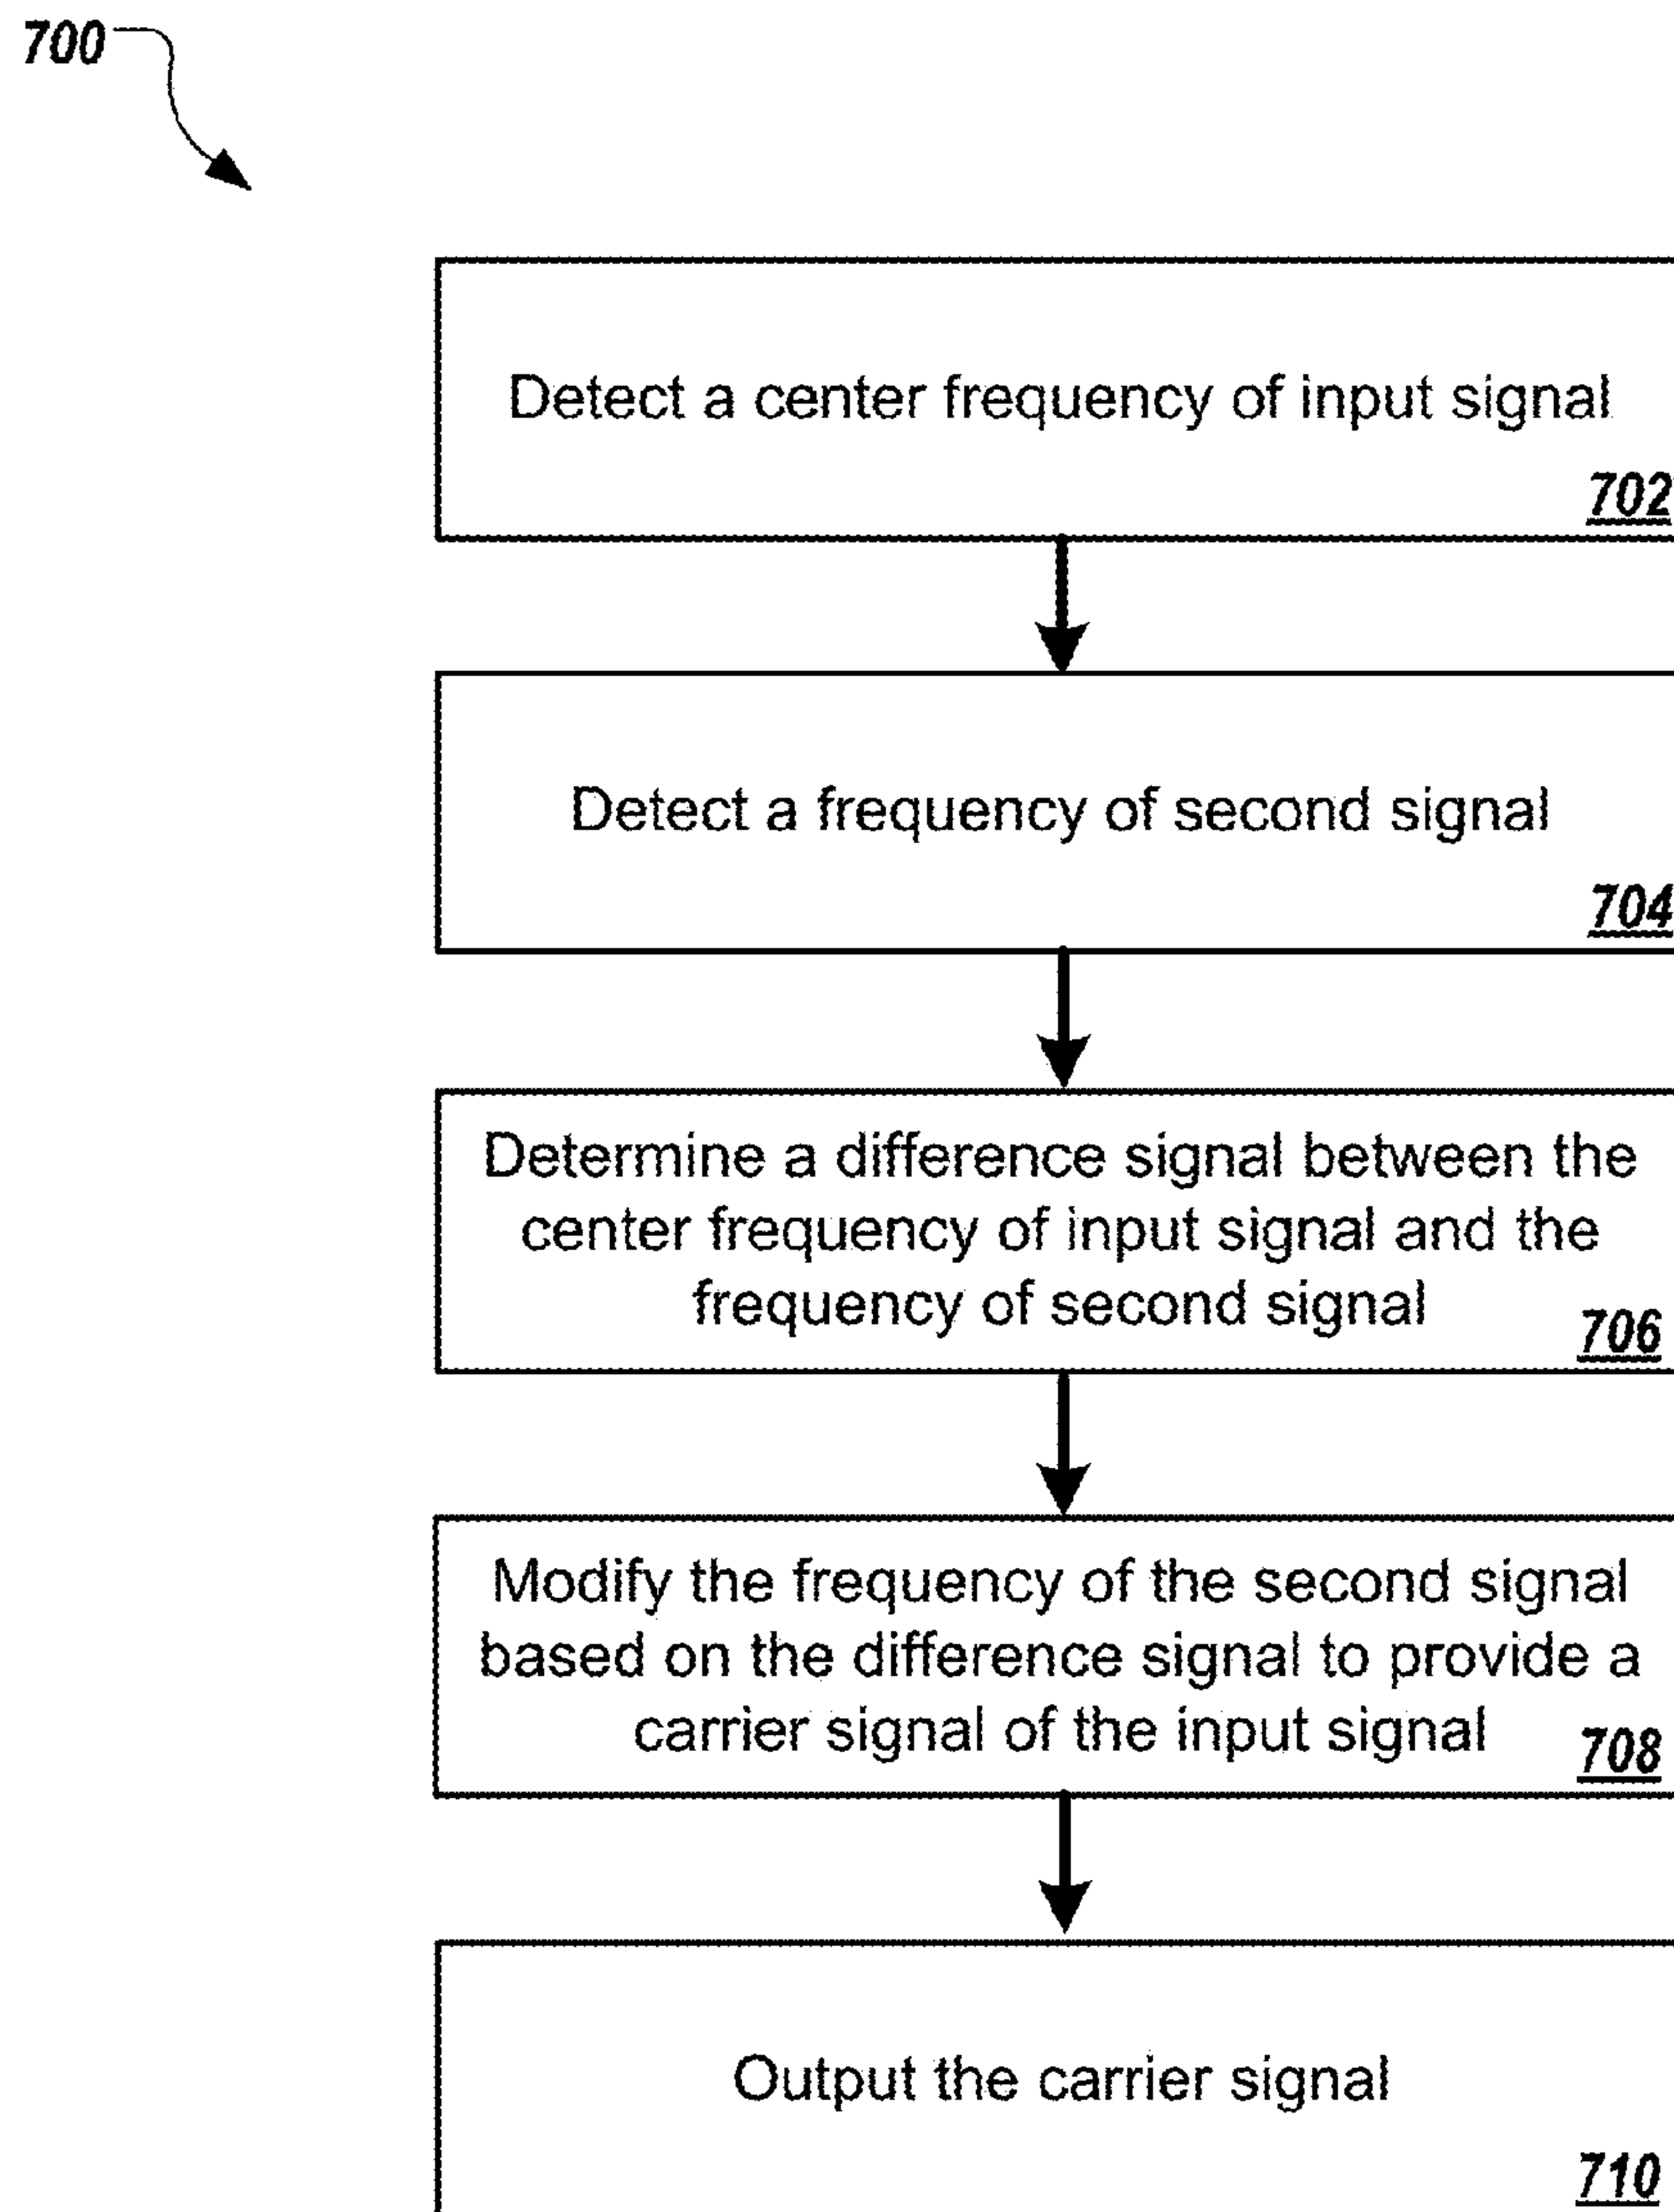 700
Detect a center frequency of input signal
702
Detect a frequency of second signal
704
Determine a difference signal between the
center frequency of input signal and the
frequency of second signal
706
Modify the frequency of the second signal
based on the difference signal to provide a
carrier signal of the input signal
708
Output the carrier signal
710